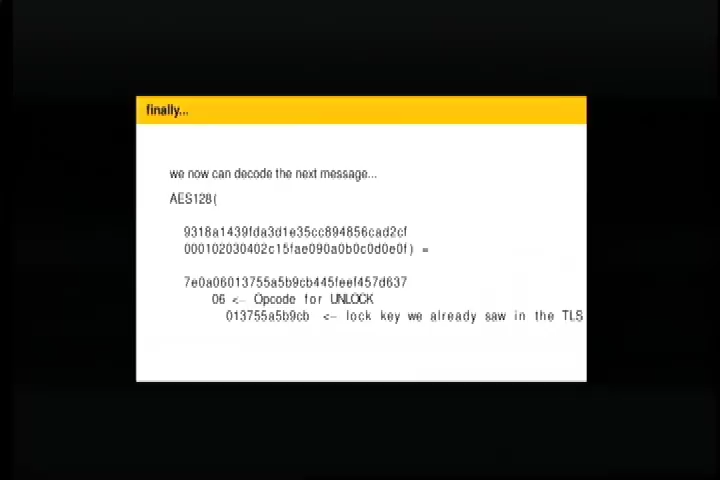 finally...
we now can decode the next message...
AES128(
9318a1439fda3d1e35cc894856cad2cf
000102030402c15fae090a0b0c0d0e0f) =
7e0a06013755a5b9cb445feef457d637
06 <- Opcode for UNLOCK
013755a5b9cb <- lock key we already saw in the TLS